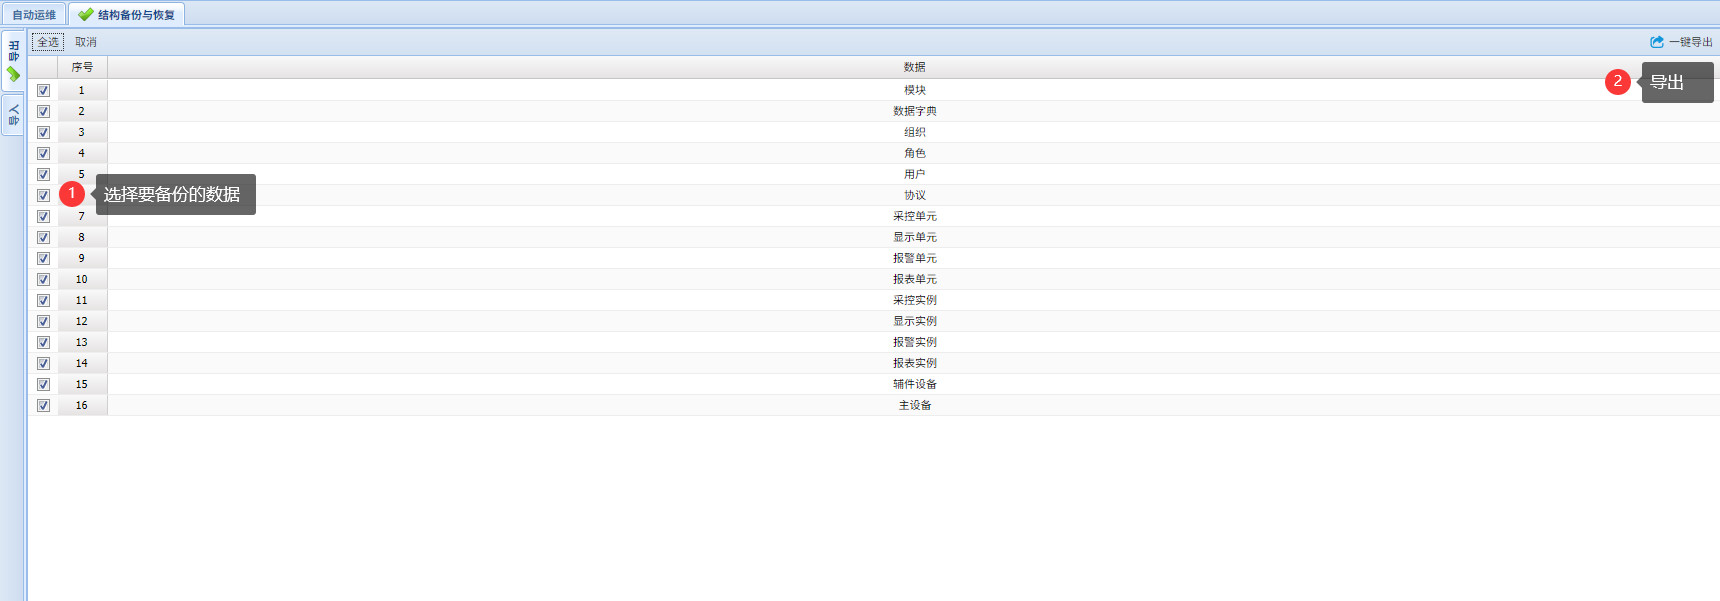 自动运维
结构备份与恢复
导出
导入
全选 取消
一键导出
序号 数据
1 模块
2 数据字典
3 组织
4 角色
5 用户
协议
7 采控单元
8 显示单元
9 报警单元
10 报表单元
11 采控实例
12 显示实例
13 报警实例
14 报表实例
15 辅件设备
16 主设备
1 选择要备份的数据
2 导出